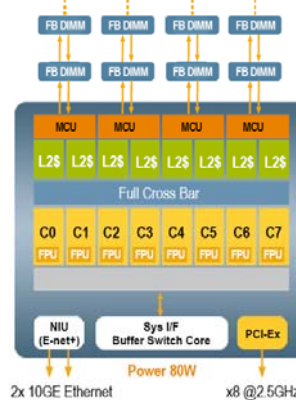 FB DIMM FB DIMM FB DIMM FB DIMM
FB DIMM FB DIMM FB DIMM FB DIMM
MCU MCU MCU MCU
L2$ L2$ L2$ L2$ L2$ L2$ L2$ L2$
Full Cross Bar
C0 C1 C2 C3 C4 C5 C6 C7
FPU FPU FPU FPU FPU FPU FPU FPU
NIU
(E-net+)
Sys I/F
Buffer Switch Core
PCI-Ex
Power 80W
2x 10GE Ethernet x8 @2.5GHz